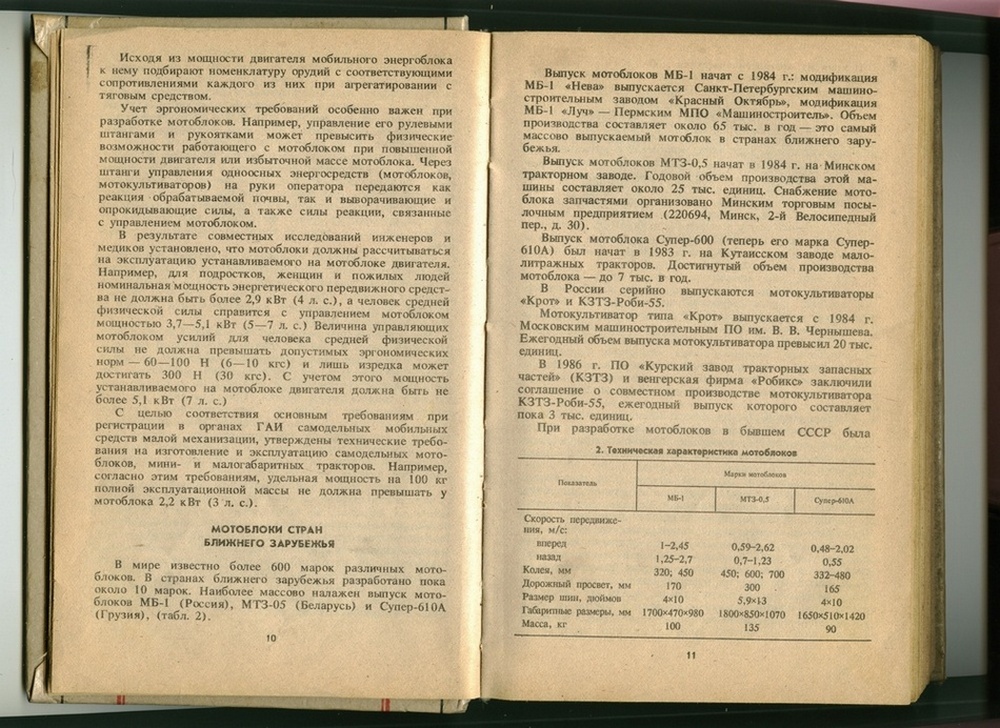 Исходя из мощности двигателя мобильного энергоблока
к нему подбирают номенклатуру орудий с соответствующими
сопротивлениями каждого из них при агрегатировании с
тяговым средством.
Учет эргономических требований особенно важен при
разработке мотоблоков. Например, управление его рулевыми
штангами и рукоятками может превысить физические
возможности работающего с мотоблоком при повышенной
мощности двигателя или избыточной массе мотоблока. Через
штанги управления одноосных энергосредств (мотоблоков,
мотокультиваторов) на руки оператора передаются как
реакция обрабатываемой почвы, так и выворачивающие и
опрокидывающие силы, а также силы реакции, связанные
с управлением мотоблоком.
В результате совместных исследований инженеров и
медиков установлено, что мотоблоки должны рассчитываться
на эксплуатацию устанавливаемого на мотоблоке двигателя.
Например, для подростков, женщин и пожилых людей
номинальная мощность энергетического передвижного средст-
ва не должна быть более 2,9 кВт (4 л. с.), а человек средней
физической силы справится с управлением мотоблоком
мощностью 3,7—5,1 кВт (5—7 л. с.) Величина управляющих
мотоблоком усилий для человека средней физической
силы не должна превышать допустимых эргономических
норм — 60—100 Н (6—10 кгс) и лишь изредка может
достигать 300 Н (30 кгс). С учетом этого мощность
устанавливаемого на мотоблоке двигателя должна быть не
более 5,1 кВт (7 л. с.)
С целью соответствия основным требованиям при
регистрации в органах ГАИ самодельных мобильных
средств малой механизации, утверждены технические требо-
вания на изготовление и эксплуатацию самодельных мото-
блоков, мини- и малогабаритных тракторов. Например,
согласно этим требованиям, удельная мощность на 100 кг
полной эксплуатационной массы не должна превышать у
мотоблока 2,2 кВт (3 л. с.).
МОТОБЛОКИ СТРАН
БЛИЖНЕГО ЗАРУБЕЖЬЯ
В мире известно более 600 марок различных мото-
блоков. В странах ближнего зарубежья разработано пока
около 10 марок. Наиболее массово налажен выпуск мото-
блоков МБ-1 (Россия), МТЗ-05 (Беларусь) и Супер-610А
(Грузия), (табл. 2).
10
Выпуск мотоблоков МБ-1 начат с 1984 г.: модификация
МБ-1 «Нева» выпускается Санкт-Петербургским машино-
строительным заводом «Красный Октябрь», модификация
МБ-1 «Луч» — Пермским МПО «Машиностроитель». Объем
производства составляет около 65 тыс. в год — это самый
массово выпускаемый мотоблок в странах ближнего зару-
бежья.
Выпуск мотоблоков МТЗ-0,5 начат в 1984 г. на Минском
тракторном заводе. Годовой объем производства этой ма-
шины составляет около 25 тыс. единиц. Снабжение мото-
блока запчастями организовано Минским торговым посы-
лочным предприятием (220694, Минск, 2-й Велосипедный
пер., д. 30).
Выпуск мотоблока Супер-600 (теперь его марка Супер-
610А) был начат в 1983 г. на Кутаисском заводе мало-
литражных тракторов. Достигнутый объем производства
мотоблока — до 7 тыс. в год.
В России серийно выпускаются мотокультиваторы
«Крот» и КЗТЗ-Роби-55.
Мотокультиватор типа «Крот» выпускается с 1984 г.
Московским машиностроительным ПО им. В. В. Чернышева.
Ежегодный объем выпуска мотокультиватора превысил 20 тыс.
единиц.
В 1986 г. ПО «Курский завод тракторных запасных
частей» (КЗТЗ) и венгерская фирма «Робикс» заключили
соглашение о совместном производстве мотокультиватора
КЗТЗ-Роби-55, ежегодный выпуск которого составляет
пока 3 тыс. единиц.
При разработке мотоблоков в бывшем СССР была
2. Техническая характеристика мотоблоков
Показатель Марки мотоблоков
МБ-1 МТЗ-0,5 Супер-610А
Скорость передвиже-
ния, м/с:
вперед 1–2,45 0,59–2,62 0,48–2,02
назад 1,25–2,7 0,7–1,23 0,55
Колея, мм 320; 450 450; 600; 700 332–480
Дорожный просвет, мм 170 300 165
Размер шин, дюймов 4×10 5,9×13 4×10
Габаритные размеры, мм 1700×470×980 1800×850×1070 1650×510×1420
Масса, кг 100 135 90
11